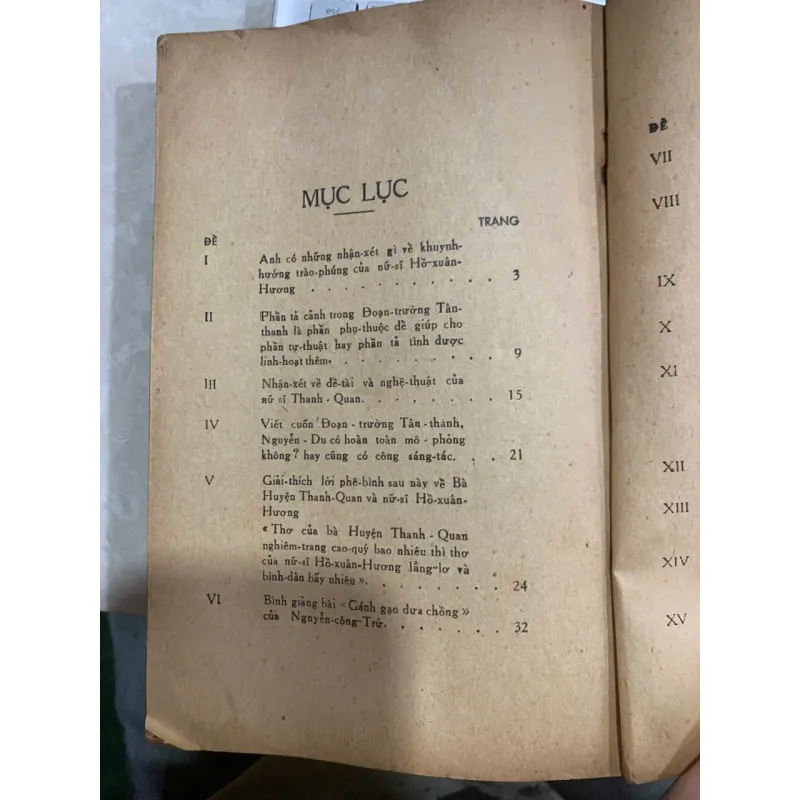 MỤC LỤC
ĐỀ TRANG
I Anh có những nhận-xét gì về khuynh-
hướng trào-phúng của nữ-sĩ Hồ-xuân-
Hương . . . . . . . . . . . 3
II Phần tả cảnh trong Đoạn-trường Tân-
thanh là phần phụ-thuộc để giúp cho
phần tự-thuật hay phần tả tình được
linh-hoạt thêm. . . . . . . . . 9
III Nhận-xét về đề-tài và nghệ-thuật của
nữ sĩ Thanh-Quan. . . . . . . . 15
IV Viết cuốn Đoạn-trường Tân-thanh,
Nguyễn-Du có hoàn toàn mô-phỏng
không? hay cũng có công sáng-tác. . . 21
V Giải-thích lời phê-bình sau này về Bà
Huyện Thanh-Quan và nữ-sĩ Hồ-xuân-
Hương
« Thơ của bà Huyện Thanh-Quan
nghiêm-trang cao-quý bao nhiêu thì thơ
của nữ-sĩ Hồ-xuân-Hương lẳng-lơ và
bình-dân bấy nhiêu ». . . . . . . . 24
VI Bình giảng bài « Gánh gạo đưa chồng »
của Nguyễn-công-Trứ. . . . . . . 32
ĐỀ
VII
VIII
IX
X
XI
XII
XIII
XIV
XV